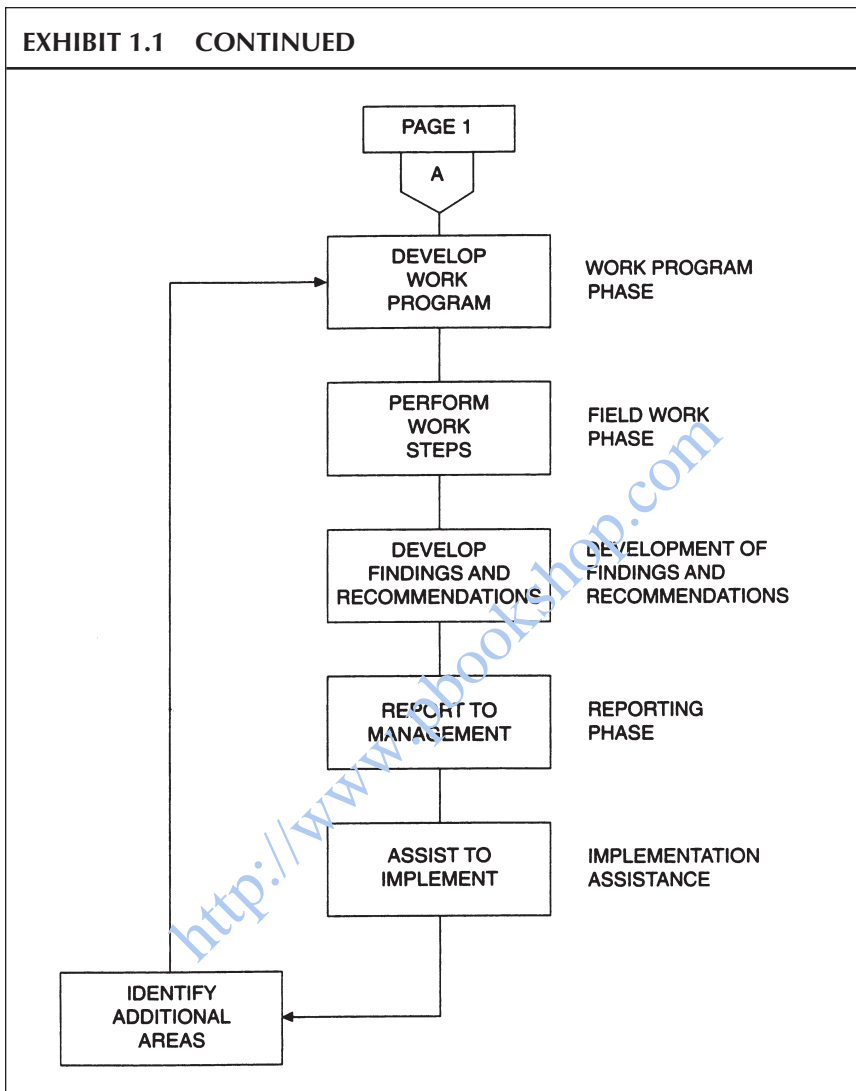 EXHIBIT 1.1 CONTINUED
PAGE 1
A
DEVELOP
WORK
PROGRAM
WORK PROGRAM
PHASE
PERFORM
WORK
STEPS
FIELD WORK
PHASE
DEVELOP
FINDINGS AND
RECOMMENDATIONS
DEVELOPMENT OF
FINDINGS AND
RECOMMENDATIONS
REPORT TO
MANAGEMENT
REPORTING
PHASE
ASSIST TO
IMPLEMENT
IMPLEMENTATION
ASSISTANCE
IDENTIFY
ADDITIONAL
AREAS
http://www.pbookshop.com